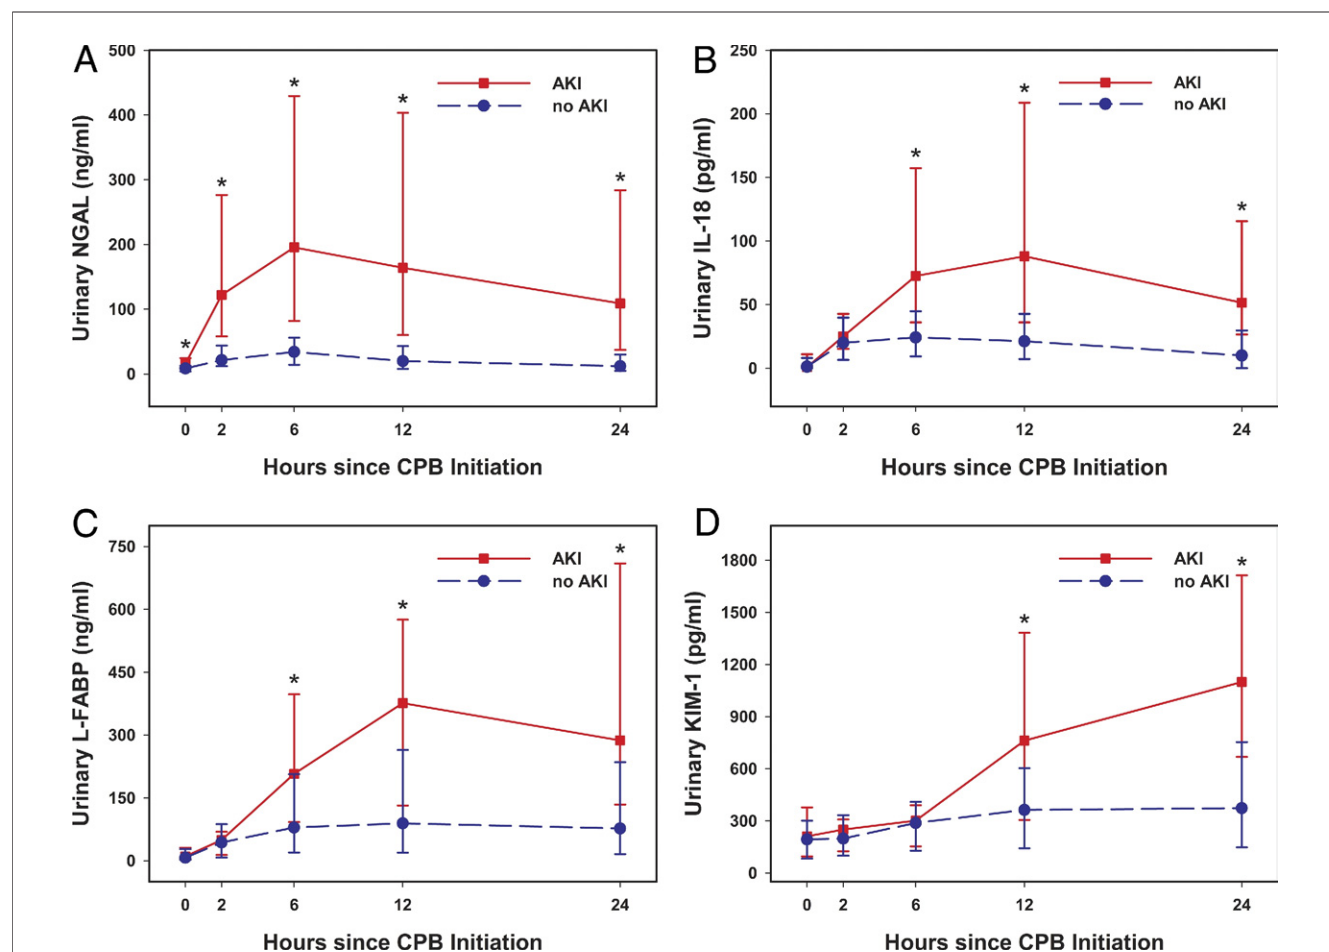 A
500
400
300
200
100
0
Urinary NGAL (ng/ml)
AKI
no AKI
*
*
*
*
*
0 2 6 12 24
Hours since CPB Initiation
B
250
200
150
100
50
0
Urinary IL-18 (pg/ml)
AKI
no AKI
*
*
*
0 2 6 12 24
Hours since CPB Initiation
C
750
600
450
300
150
0
Urinary L-FABP (ng/ml)
AKI
no AKI
*
*
*
0 2 6 12 24
Hours since CPB Initiation
D
1800
1500
1200
900
600
300
0
Urinary KIM-1 (pg/ml)
AKI
no AKI
*
*
0 2 6 12 24
Hours since CPB Initiation